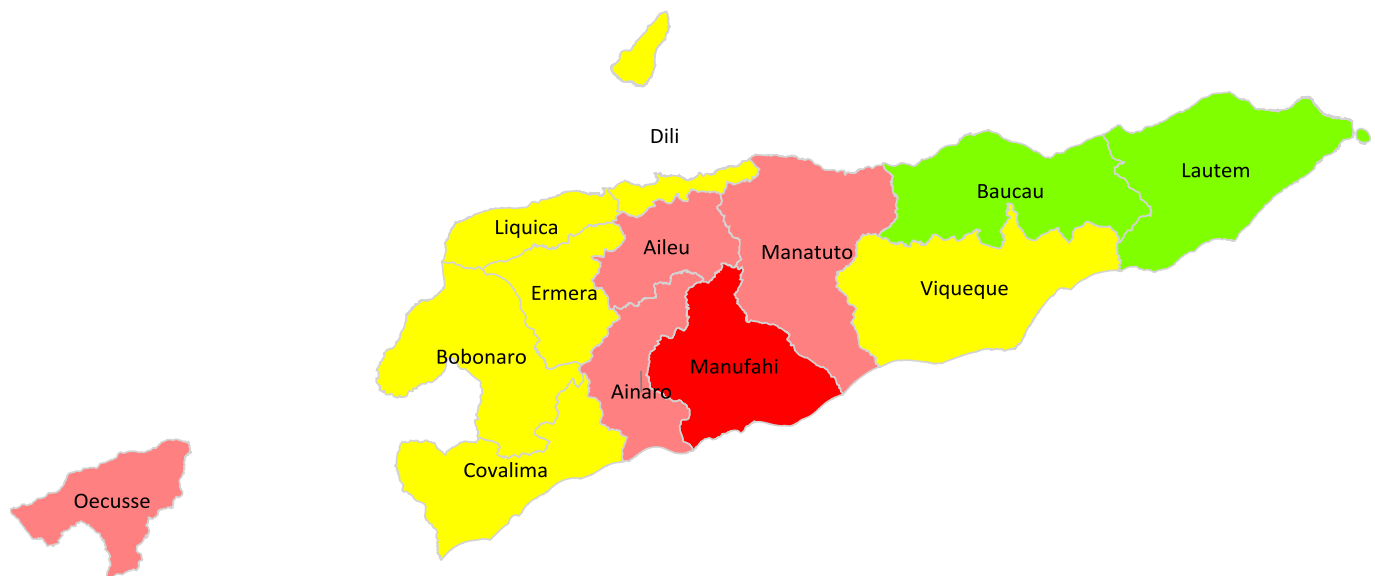 Dili
Lautem
Baucau
Liquica
Aileu
Manatuto
Viqueque
Ermera
Bobonaro
Manufahi
Ainaro
Covalima
Oecusse